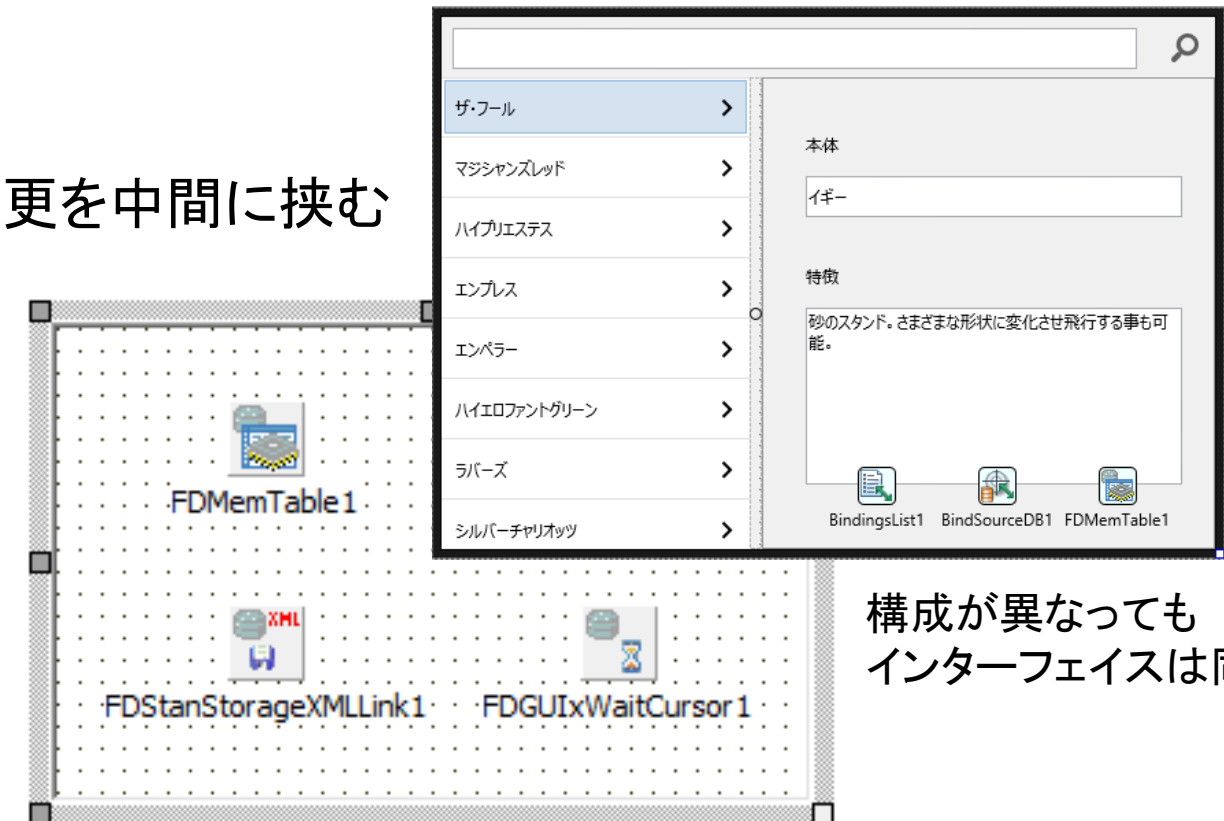 更を中間に挟む
ザ・フール
マジシャンズレッド
ハイプリエステス
エンプレス
エンペラー
ハイエロファントグリーン
ラバーズ
シルバーチャリオッツ
本体
イギー
特徴
砂のスタンド。さまざまな形状に変化させ飛行する事も可
能。
BindingsList1 BindSourceDB1 FDMemTable1
FDMemTable1
XML
FDStanStorageXMLLink1 FDGUIxWaitCursor1
構成が異なっても
インターフェイスは同